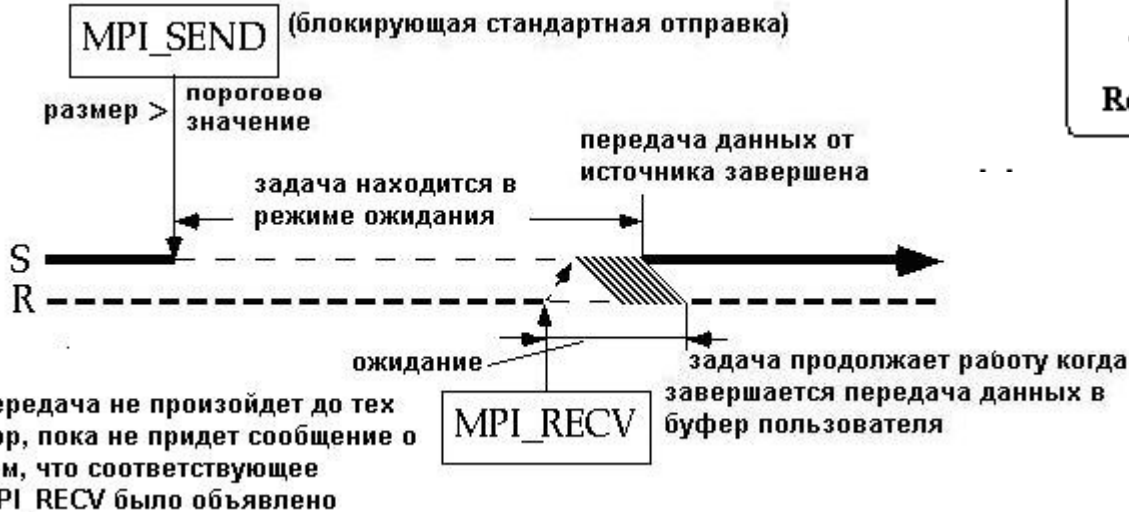 MPI_SEND
(блокирующая стандартная отправка)
размер >
пороговое
значение
передача данных от
источника завершена
задача находится в
режиме ожидания
S
R
ожидание
MPI_RECV
задача продолжает работу когда
завершается передача данных в
буфер пользователя
ередача не произойдет до тех
ор, пока не придет сообщение о
м, что соответствующее
PI_RECV было объявлено